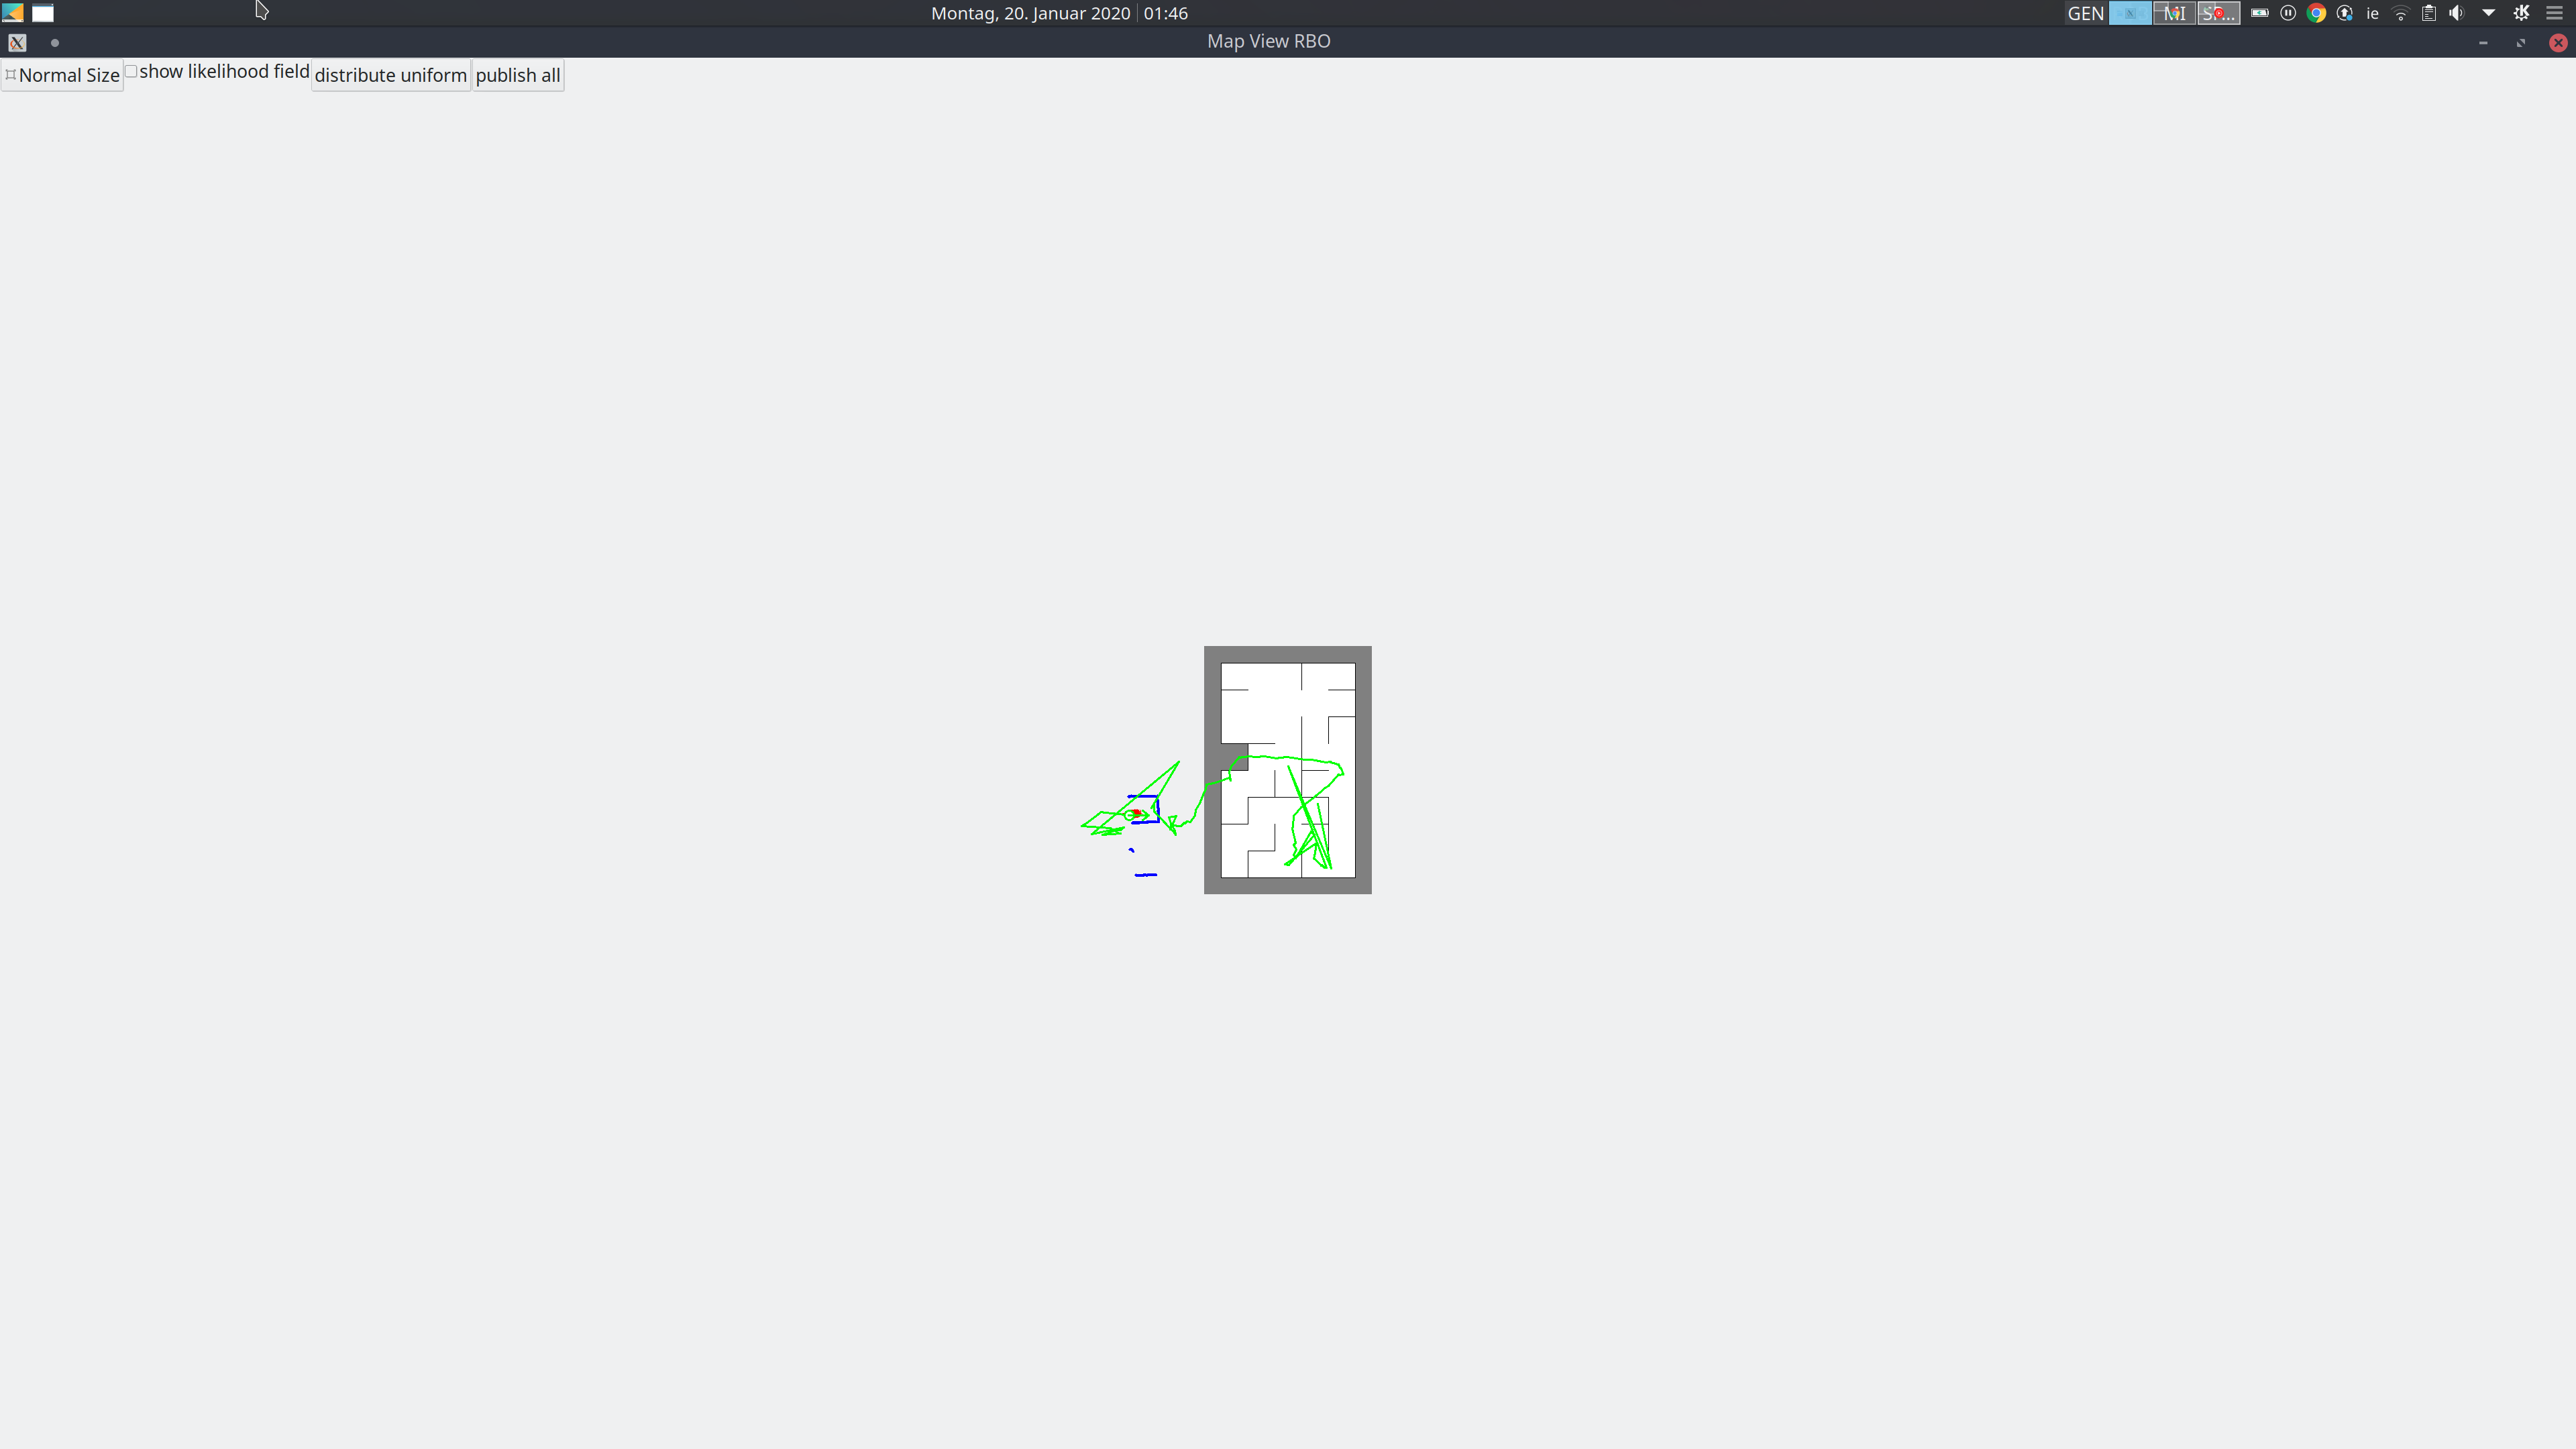 Montag, 20. Januar 2020 01:46 GEN MI ie
Map View RBO
Normal Size show likelihood field distribute uniform publish all